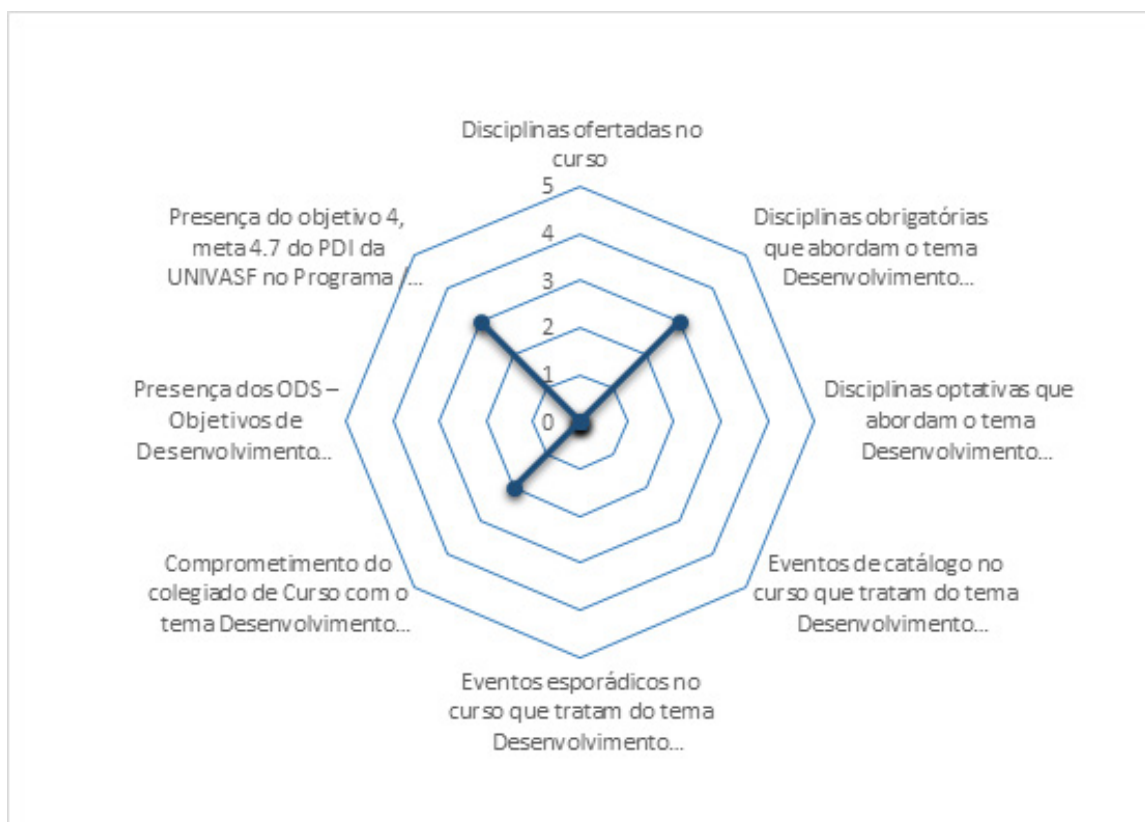 Disciplinas ofertadas no
curso
5
4
3
2
1
0
Disciplinas obrigatórias
que abordam o tema
Desenvolvimento...
Disciplinas optativas que
abordam o tema
Desenvolvimento...
Eventos de catálogo no
curso que tratam do tema
Desenvolvimento...
Eventos esporádicos no
curso que tratam do tema
Desenvolvimento...
Comprometimento do
colegiado de Curso com o
tema Desenvolvimento...
Presença dos ODS –
Objetivos de
Desenvolvimento...
Presença do objetivo 4,
meta 4.7 do PDI da
UNIVASF no Programa /...